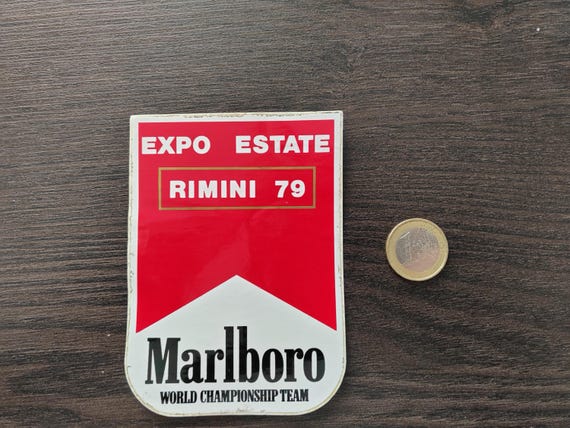 EXPO ESTATE
RIMINI 79
Marlboro
WORLD CHAMPIONSHIP TEAM